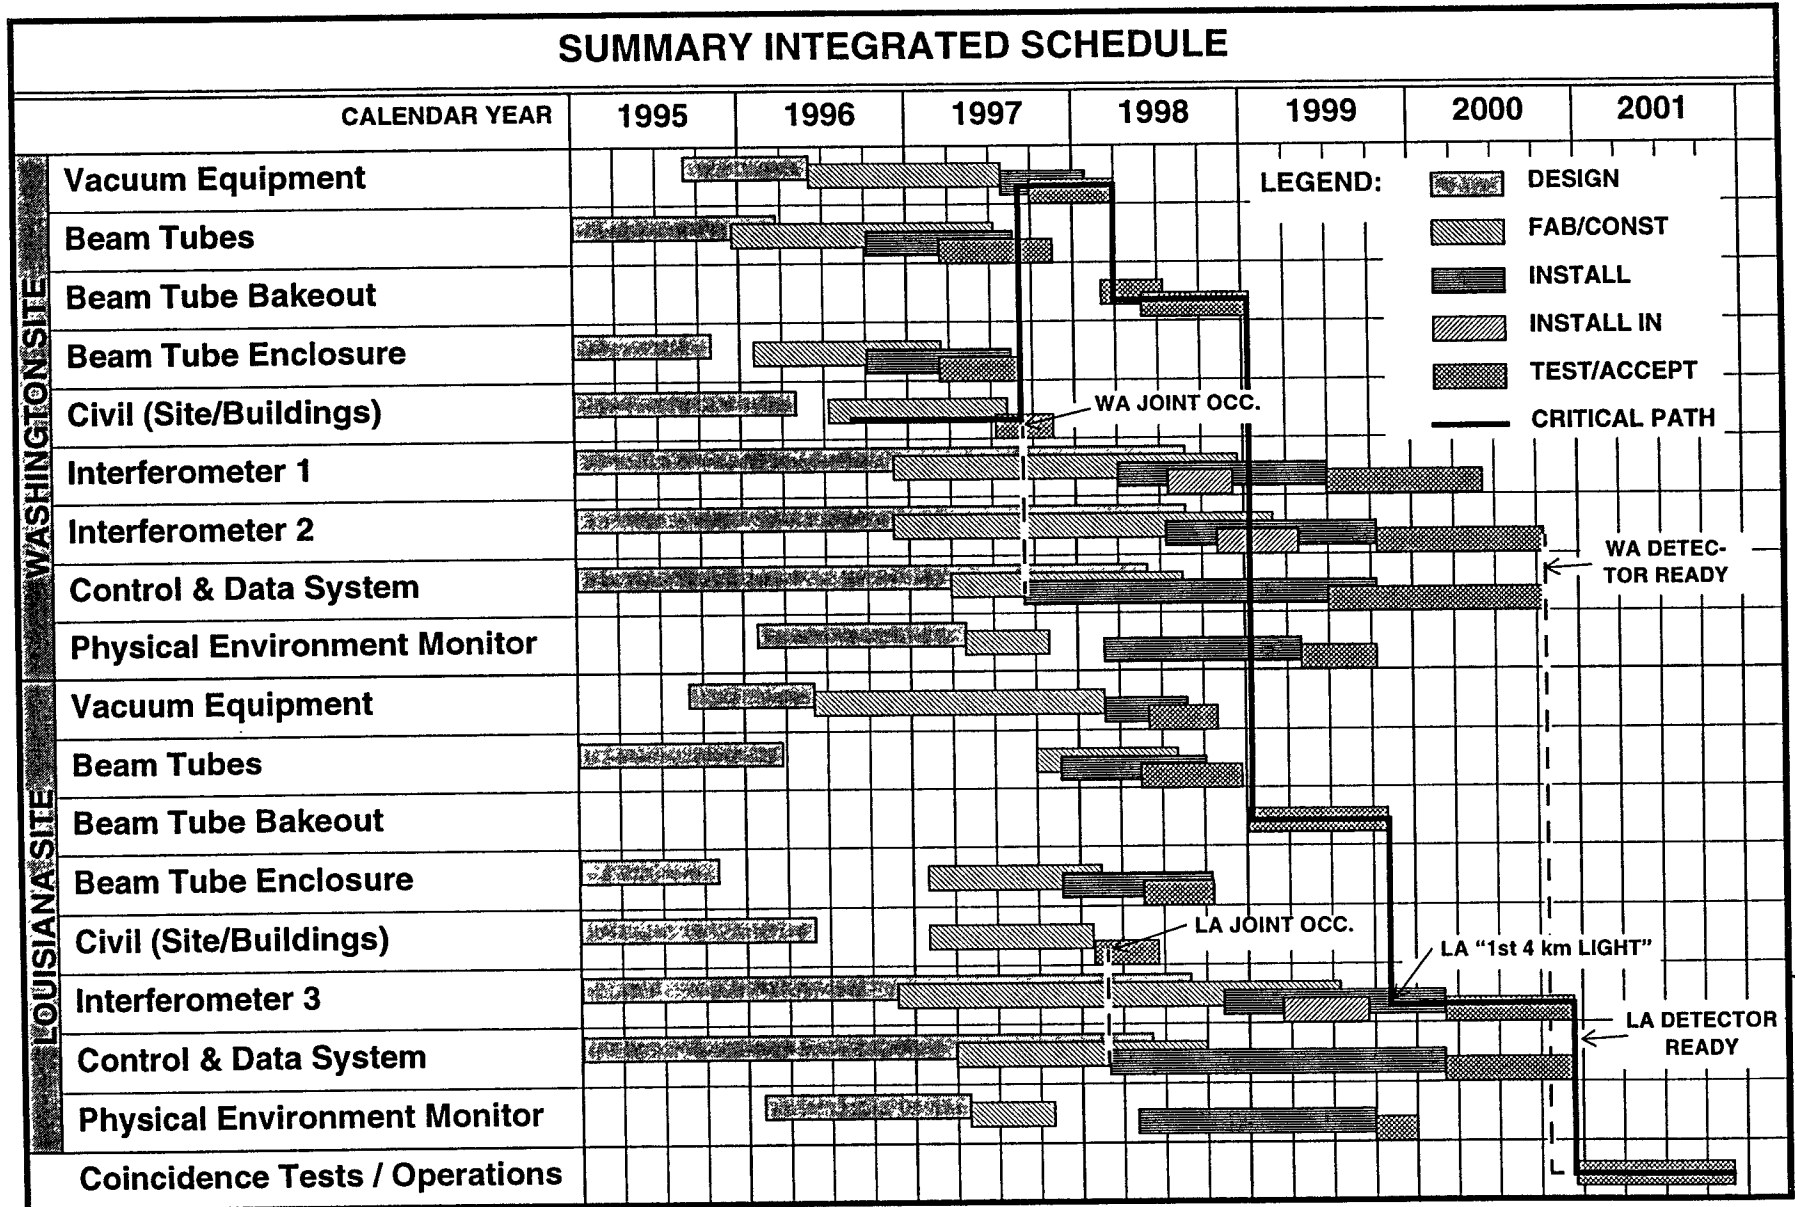 SUMMARY INTEGRATED SCHEDULE
CALENDAR YEAR 1995 1996 1997 1998 1999 2000 2001
WASHINGTON SITE
Vacuum Equipment
Beam Tubes
Beam Tube Bakeout
Beam Tube Enclosure
Civil (Site/Buildings)
Interferometer 1
Interferometer 2
Control & Data System
Physical Environment Monitor
LEGEND:
DESIGN
FAB/CONST
INSTALL
INSTALL IN
TEST/ACCEPT
CRITICAL PATH
WA JOINT OCC.
WA DETEC-
TOR READY
LOUISIANA SITE
Vacuum Equipment
Beam Tubes
Beam Tube Bakeout
Beam Tube Enclosure
Civil (Site/Buildings)
Interferometer 3
Control & Data System
Physical Environment Monitor
LA JOINT OCC.
LA “1st 4 km LIGHT”
LA DETECTOR
READY
Coincidence Tests / Operations